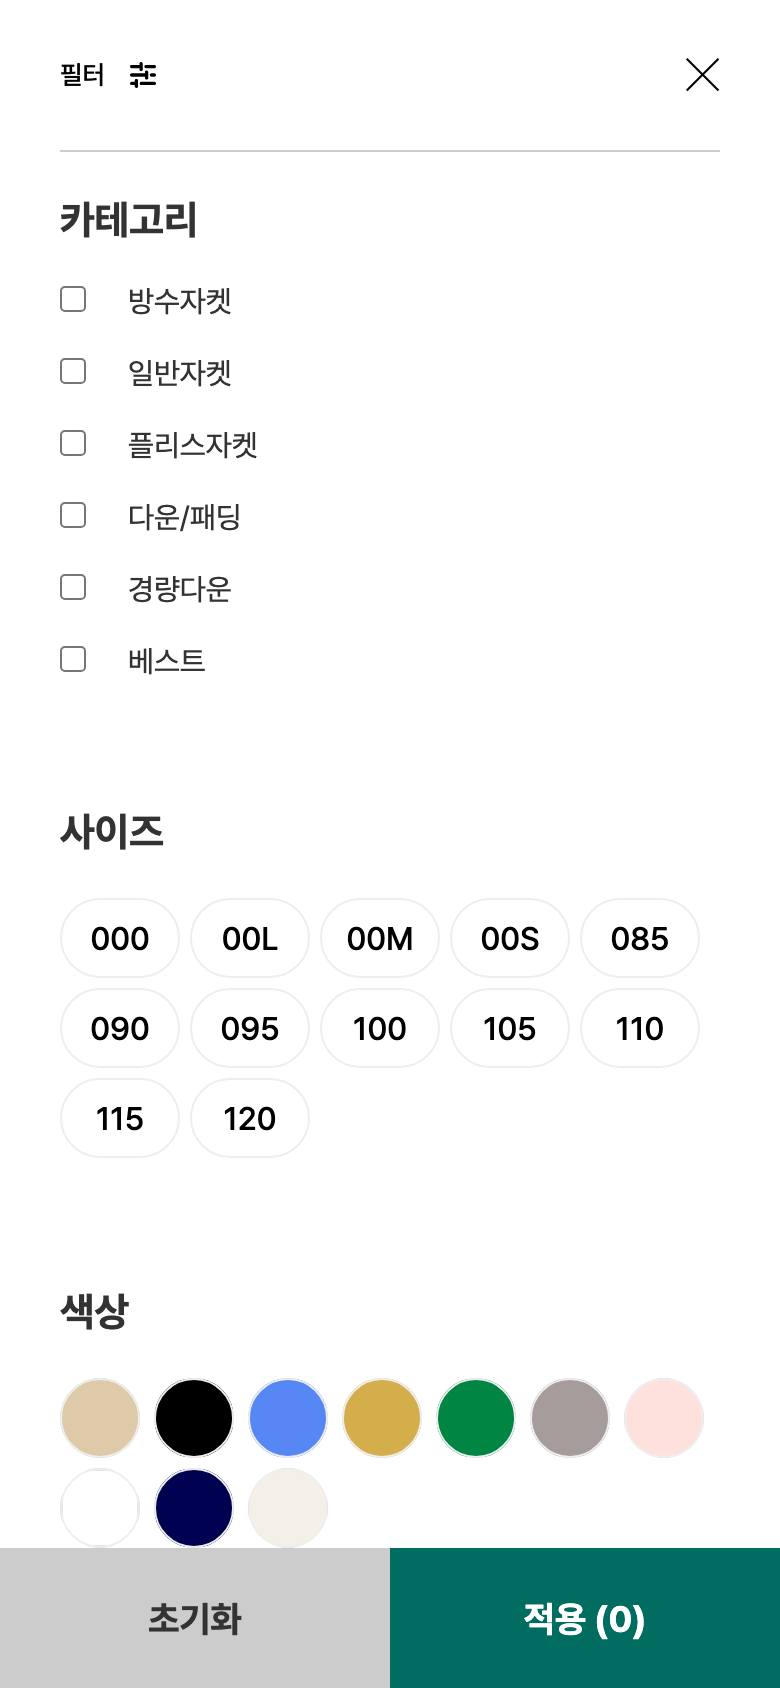 필터
카테고리
방수자켓
일반자켓
플리스자켓
다운/패딩
경량다운
베스트
사이즈
000 00L 00M 00S 085
090 095 100 105 110
115 120
색상
초기화 적용 (0)